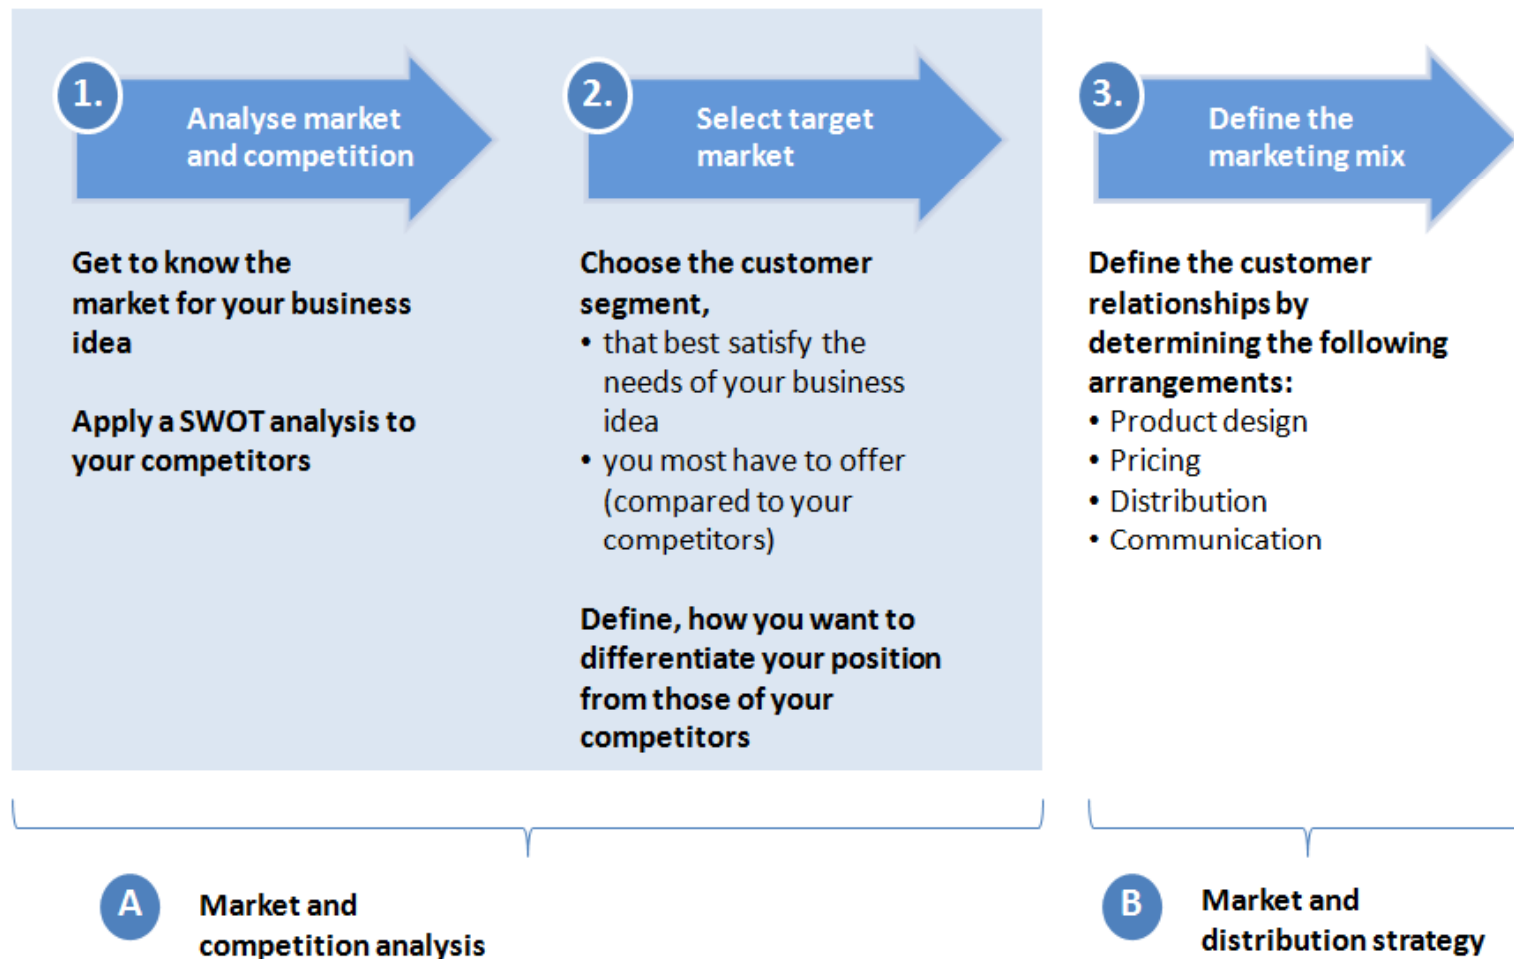 1.
Analyse market
and competition
Get to know the
market for your business
idea
Apply a SWOT analysis to
your competitors
2.
Select target
market
Choose the customer
segment,
• that best satisfy the
needs of your business
idea
• you most have to offer
(compared to your
competitors)
Define, how you want to
differentiate your position
from those of your
competitors
3.
Define the
marketing mix
Define the customer
relationships by
determining the following
arrangements:
• Product design
• Pricing
• Distribution
• Communication
A
Market and
competition analysis
B
Market and
distribution strategy